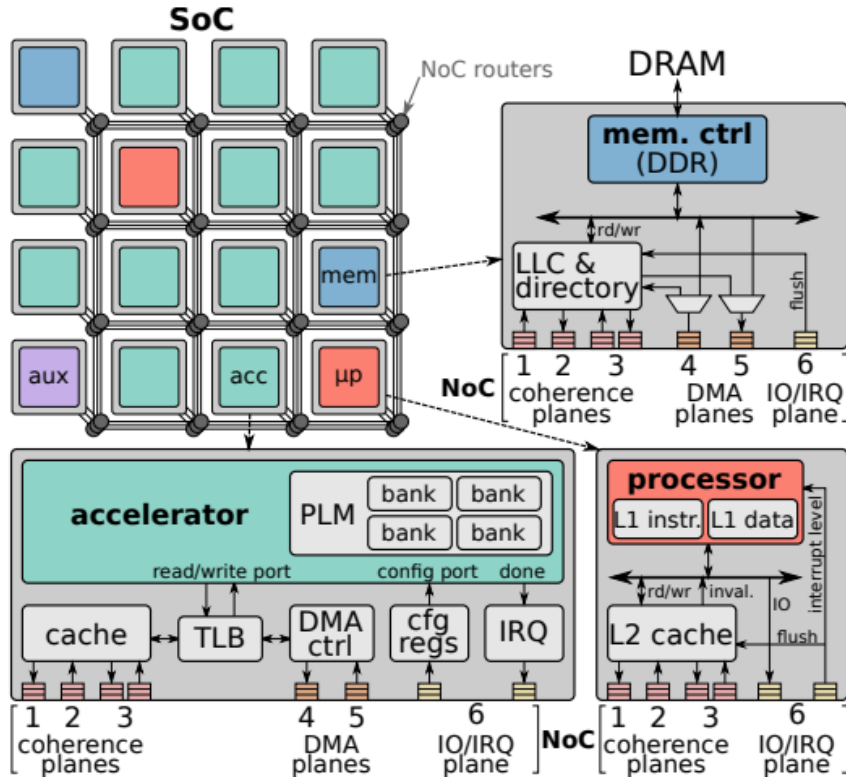 SoC
NoC routers
mem
aux
acc
μp
DRAM
mem. ctrl
(DDR)
rd/wr
LLC &
directory
flush
1 2 3 4 5 6
NoC
coherence
planes
DMA
planes
IO/IRQ
plane
accelerator
PLM
bank bank
bank bank
read/write port
config port
done
cache
TLB
DMA
ctrl
cfg
regs
IRQ
1 2 3 4 5 6
coherence
planes
DMA
planes
IO/IRQ
plane
NoC
processor
L1 instr. L1 data
interrupt level
rd/wr
inval.
IO
L2 cache
flush
1 2 3 6
coherence
planes
IO/IRQ
plane